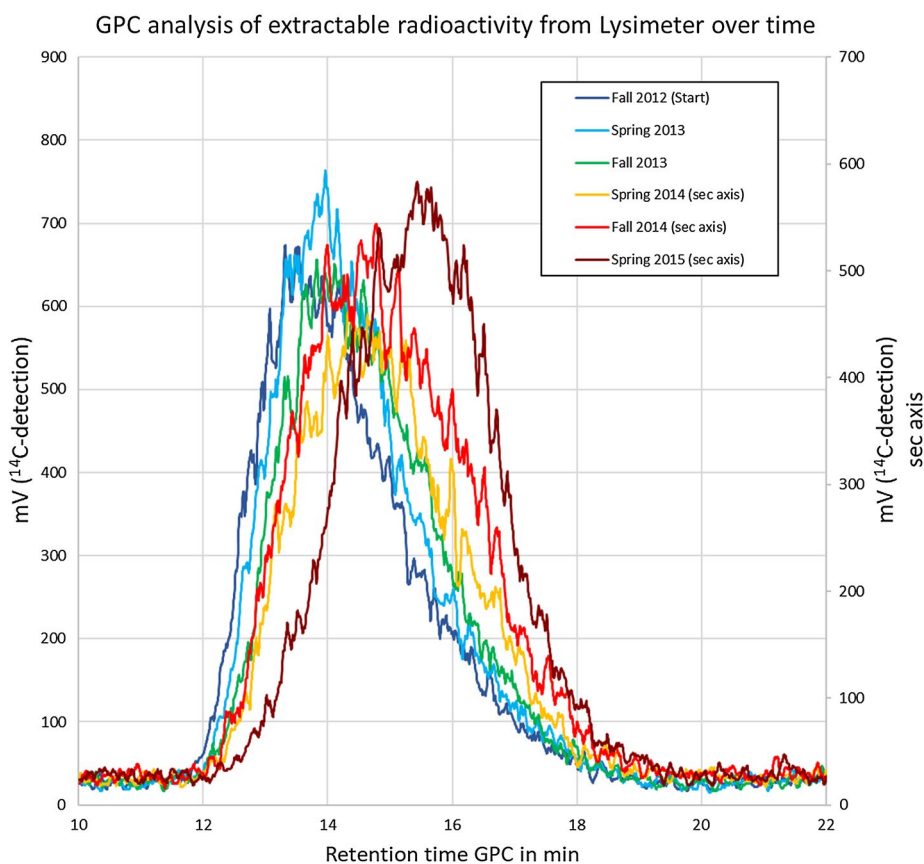 GPC analysis of extractable radioactivity from Lysimeter over time
900
800
700
600
500
400
300
200
100
0
mV (¹⁴C-detection)
700
600
500
400
300
200
100
0
mV (¹⁴C-detection)
sec axis
Fall 2012 (Start)
Spring 2013
Fall 2013
Spring 2014 (sec axis)
Fall 2014 (sec axis)
Spring 2015 (sec axis)
10 12 14 16 18 20 22
Retention time GPC in min